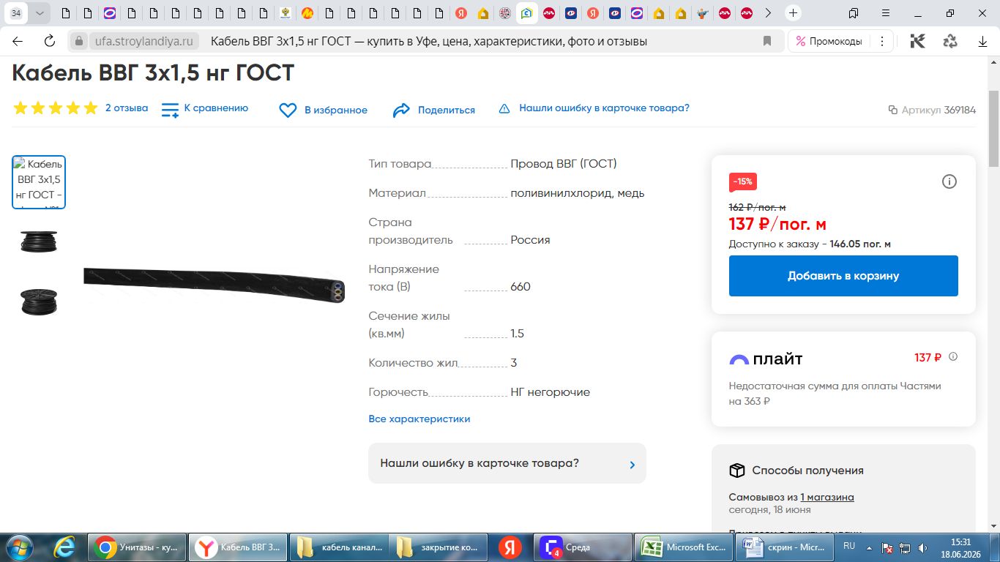 34
ufa.stroylandiya.ru
Кабель ВВГ 3х1,5 нг ГОСТ — купить в Уфе, цена, характеристики, фото и отзывы
% Промокоды
Кабель ВВГ 3х1,5 нг ГОСТ
2 отзыва
К сравнению
В избранное
Поделиться
Нашли ошибку в карточке товара?
Артикул 369184
Кабель
ВВГ 3х1,5
нг ГОСТ -
Тип товара Провод ВВГ (ГОСТ)
Материал поливинилхлорид, медь
Страна
производитель Россия
Напряжение
тока (В) 660
Сечение жилы
(кв.мм) 1.5
Количество жил 3
Горючесть НГ негорючие
Все характеристики
Нашли ошибку в карточке товара?
-15%
162 ₽/пог. м
137 ₽/пог. м
Доступно к заказу - 146.05 пог. м
Добавить в корзину
плайт
137 ₽
Недостаточная сумма для оплаты Частями
на 363 ₽
Способы получения
Самовывоз из 1 магазина
сегодня, 18 июня
Унитазы - ку...
Кабель ВВГ 3...
кабель канал...
закрытие ко...
4
Среда
Microsoft Exc...
скрин - Micr...
RU
15:31
18.06.2026